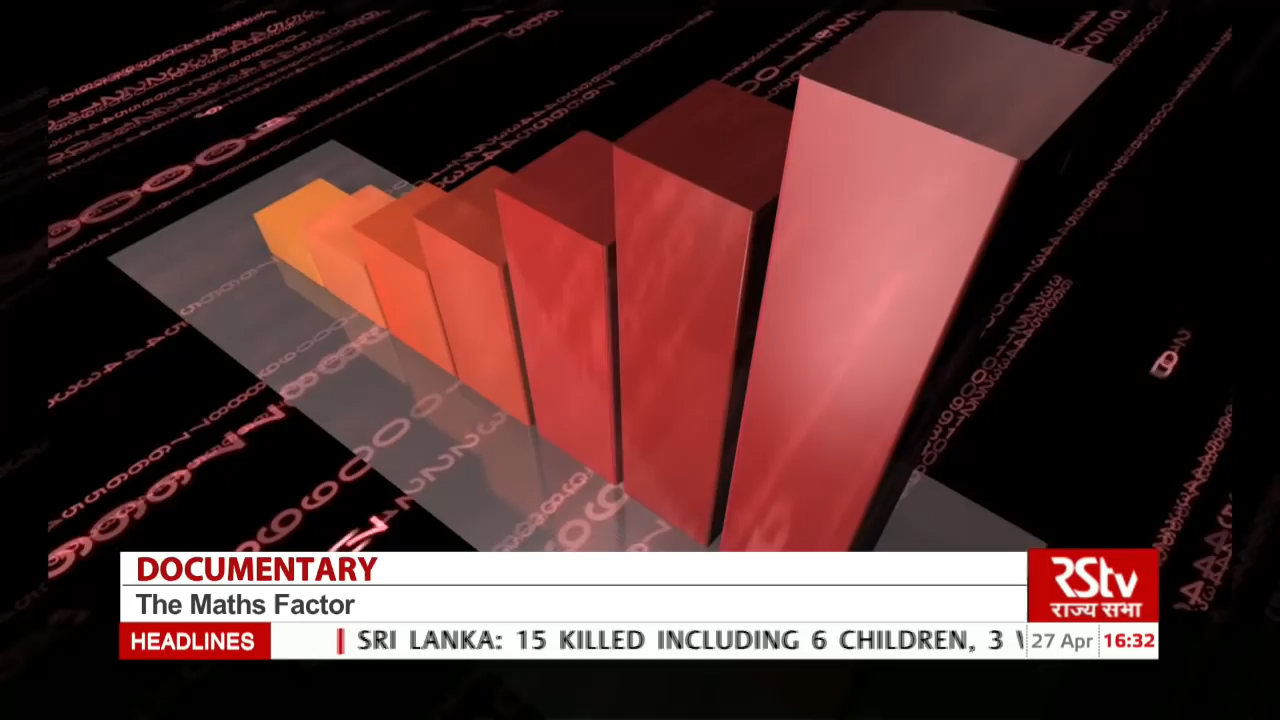 DOCUMENTARY
The Maths Factor
RSTV
राज्य सभा
HEADLINES
SRI LANKA: 15 KILLED INCLUDING 6 CHILDREN, 3
27 Apr
16:32